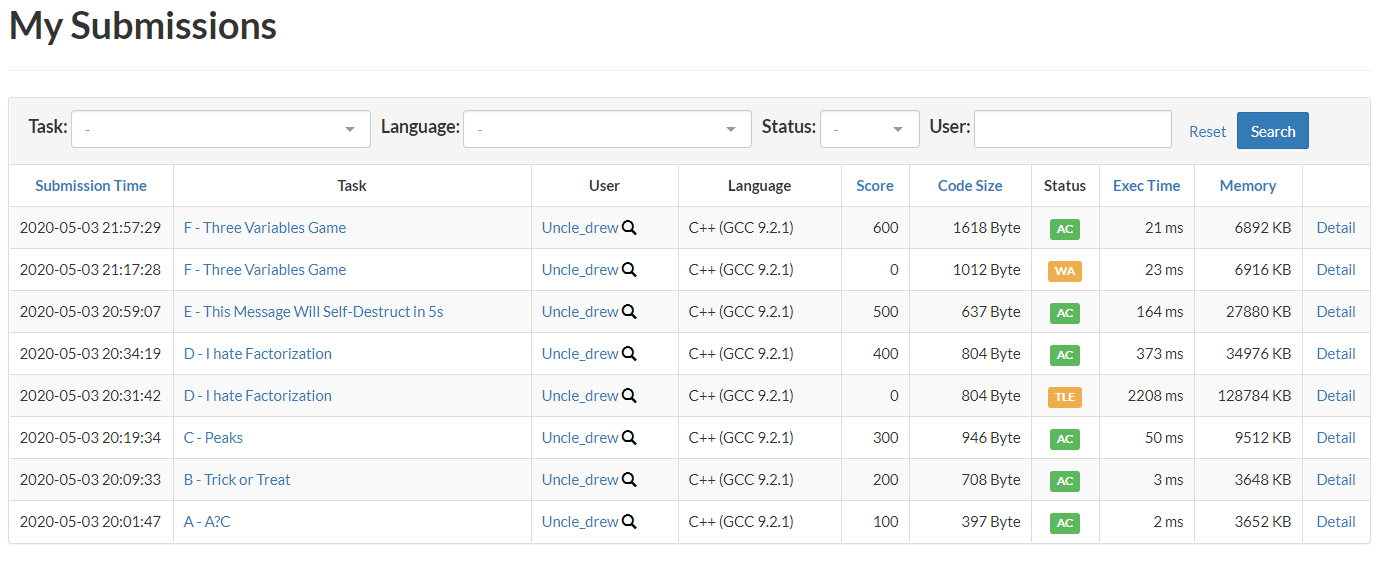 My Submissions
Task: - Language: - Status: - User: Reset Search
Submission Time Task User Language Score Code Size Status Exec Time Memory
2020-05-03 21:57:29 F - Three Variables Game Uncle_drew C++ (GCC 9.2.1) 600 1618 Byte AC 21 ms 6892 KB Detail
2020-05-03 21:17:28 F - Three Variables Game Uncle_drew C++ (GCC 9.2.1) 0 1012 Byte WA 23 ms 6916 KB Detail
2020-05-03 20:59:07 E - This Message Will Self-Destruct in 5s Uncle_drew C++ (GCC 9.2.1) 500 637 Byte AC 164 ms 27880 KB Detail
2020-05-03 20:34:19 D - I hate Factorization Uncle_drew C++ (GCC 9.2.1) 400 804 Byte AC 373 ms 34976 KB Detail
2020-05-03 20:31:42 D - I hate Factorization Uncle_drew C++ (GCC 9.2.1) 0 804 Byte TLE 2208 ms 128784 KB Detail
2020-05-03 20:19:34 C - Peaks Uncle_drew C++ (GCC 9.2.1) 300 946 Byte AC 50 ms 9512 KB Detail
2020-05-03 20:09:33 B - Trick or Treat Uncle_drew C++ (GCC 9.2.1) 200 708 Byte AC 3 ms 3648 KB Detail
2020-05-03 20:01:47 A - A?C Uncle_drew C++ (GCC 9.2.1) 100 397 Byte AC 2 ms 3652 KB Detail